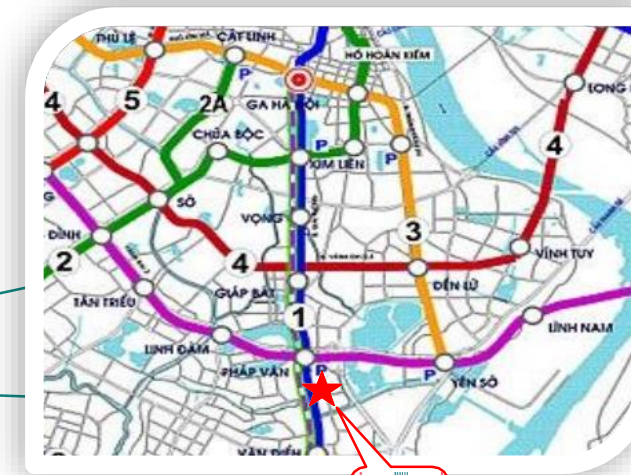 THỦ LỆ
CÁT LINH
HỒ HOÀN KIẾM
P
5
2A
4
GA HÀ NỘI
P
LONG
CHÙA BỘC
P
KIM LIÊN
P
4
SỞ
VỌNG
3
ĐÌNH
2
4
VĨNH TUY
GIÁP BÁT
ĐỀN LỪ
TÂN TRIỀU
1
LINH ĐÀM
LĨNH NAM
PHÁP VÂN
P
P
YÊN SỞ
VĂN ĐIỂN